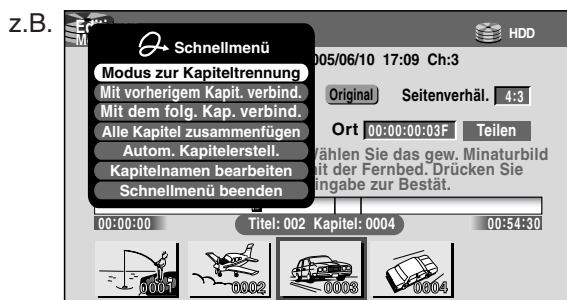 z.B.
HDD
Schnellmenü
005/06/10 17:09 Ch:3
Modus zur Kapiteltrennung
Mit vorherigem Kapit. verbind.
Original Seitenverhäl. 4:3
Mit dem folg. Kap. verbind.
Alle Kapitel zusammenfügen
Ort 00:00:00:03F Teilen
Autom. Kapitelerstell.
ählen Sie das gew. Minaturbild
Kapitelnamen bearbeiten
it der Fernbed. Drücken Sie
Schnellmenü beenden
ingabe zur Bestät.
00:00:00 Titel: 002 Kapitel: 0004 00:54:30
0001 0002 0003 0004